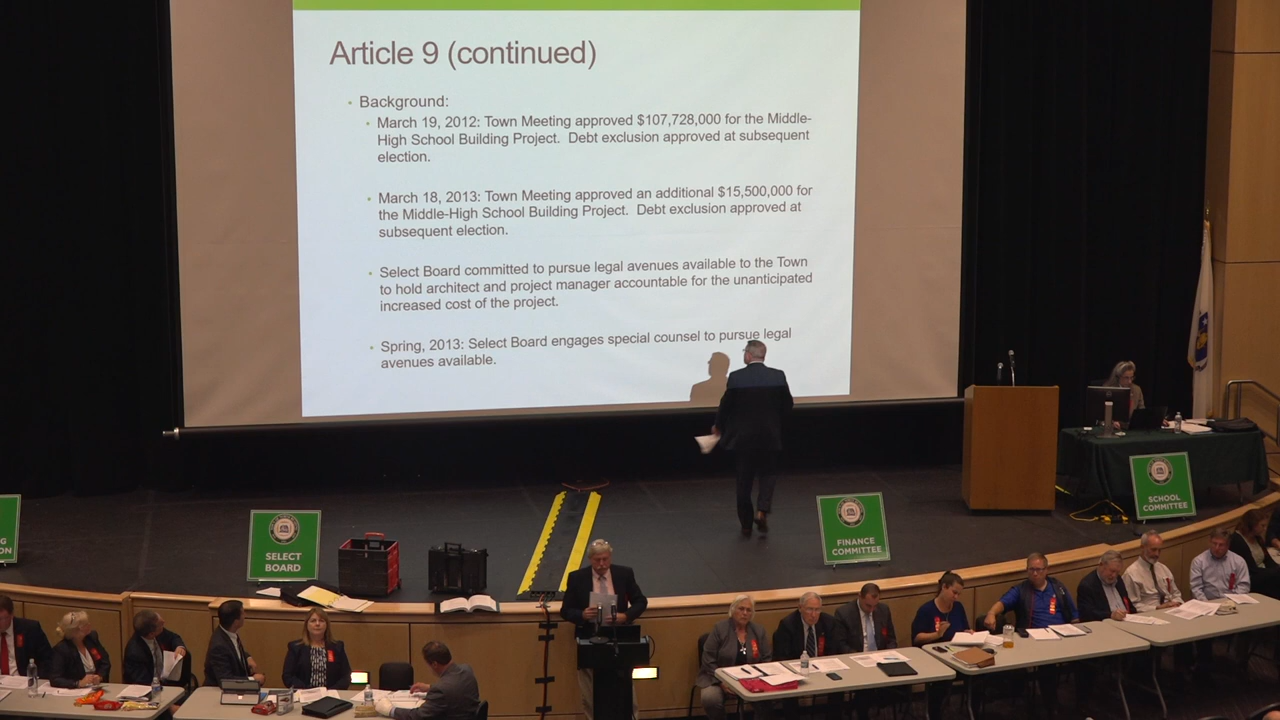 Article 9 (continued)
• Background:
• March 19, 2012: Town Meeting approved $107,728,000 for the Middle-
High School Building Project. Debt exclusion approved at subsequent
election.
• March 18, 2013: Town Meeting approved an additional $15,500,000 for
the Middle-High School Building Project. Debt exclusion approved at
subsequent election.
• Select Board committed to pursue legal avenues available to the Town
to hold architect and project manager accountable for the unanticipated
increased cost of the project.
• Spring, 2013: Select Board engages special counsel to pursue legal
avenues available.
SCHOOL
COMMITTEE
SELECT
BOARD
FINANCE
COMMITTEE